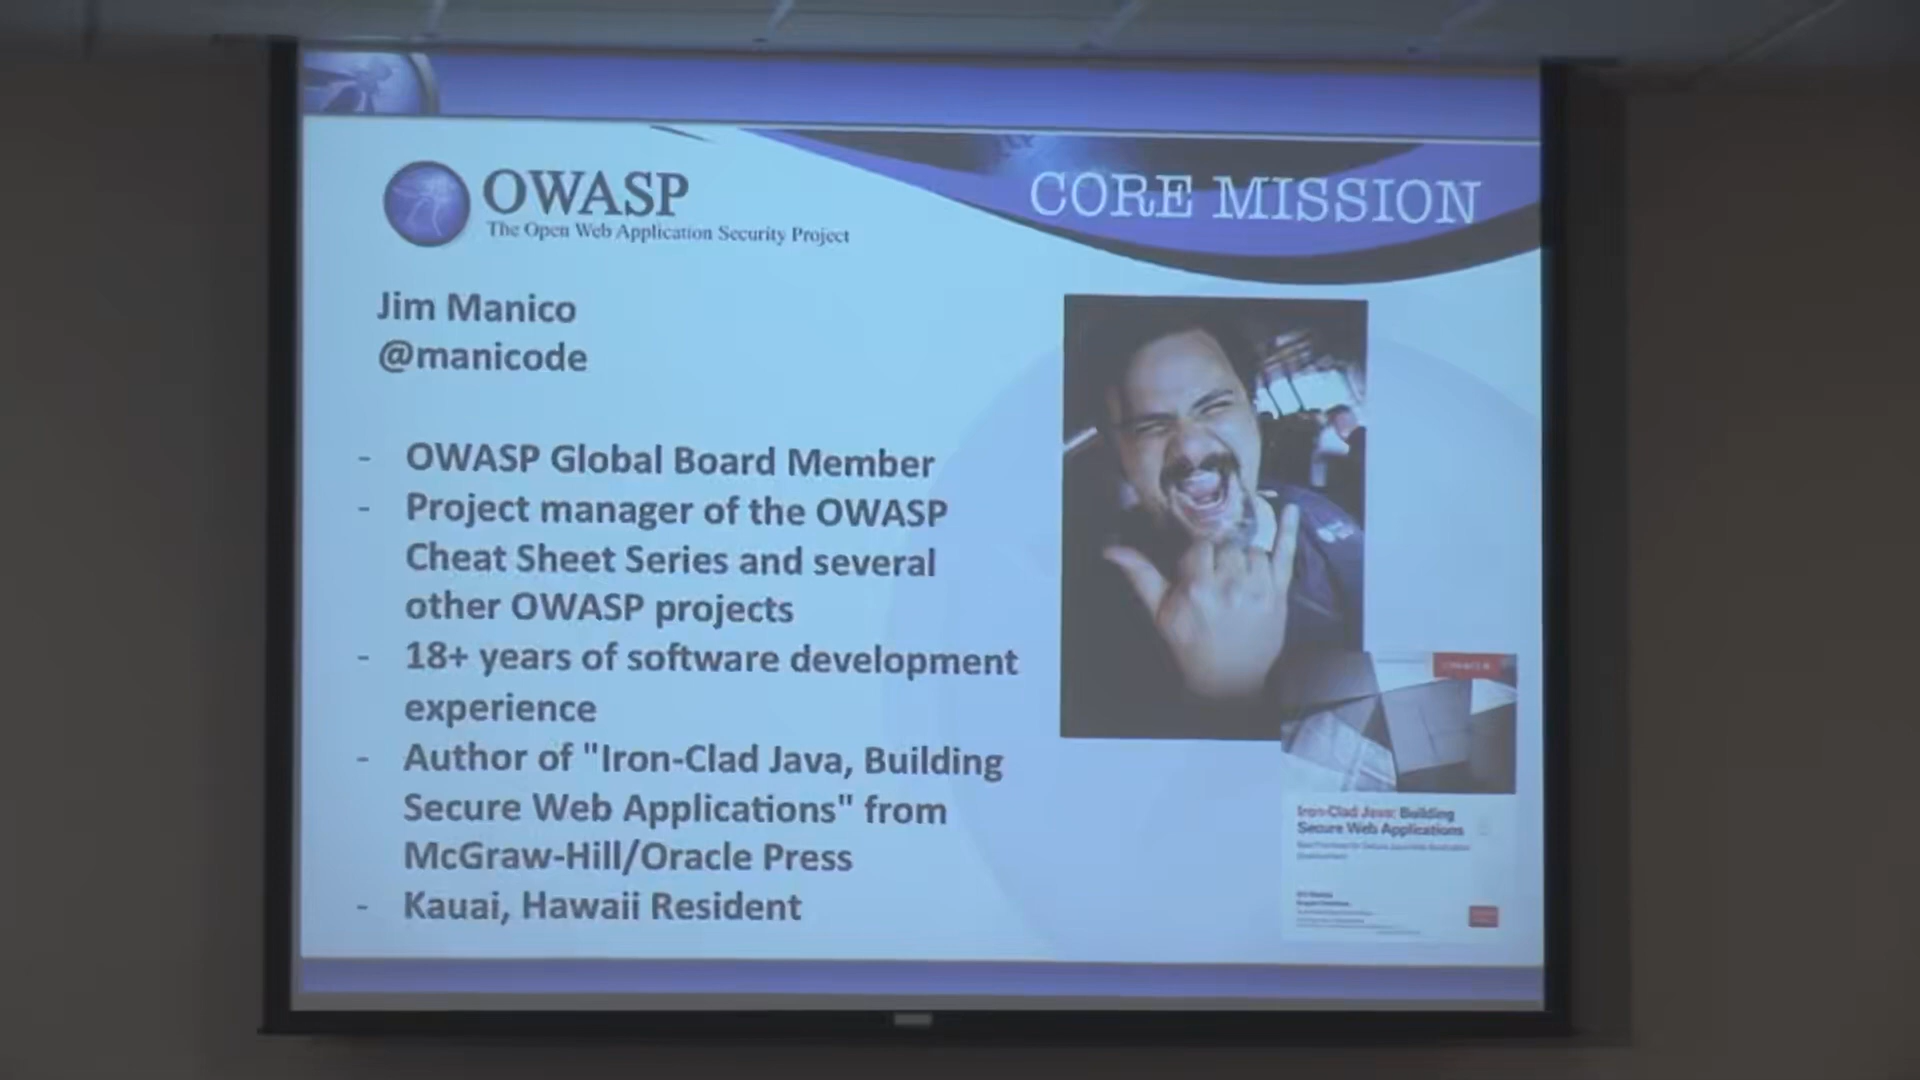 OWASP
The Open Web Application Security Project
CORE MISSION
Jim Manico
@manicode
- OWASP Global Board Member
- Project manager of the OWASP
Cheat Sheet Series and several
other OWASP projects
- 18+ years of software development
experience
- Author of "Iron-Clad Java, Building
Secure Web Applications" from
McGraw-Hill/Oracle Press
- Kauai, Hawaii Resident
Iron-Clad Java: Building
Secure Web Applications